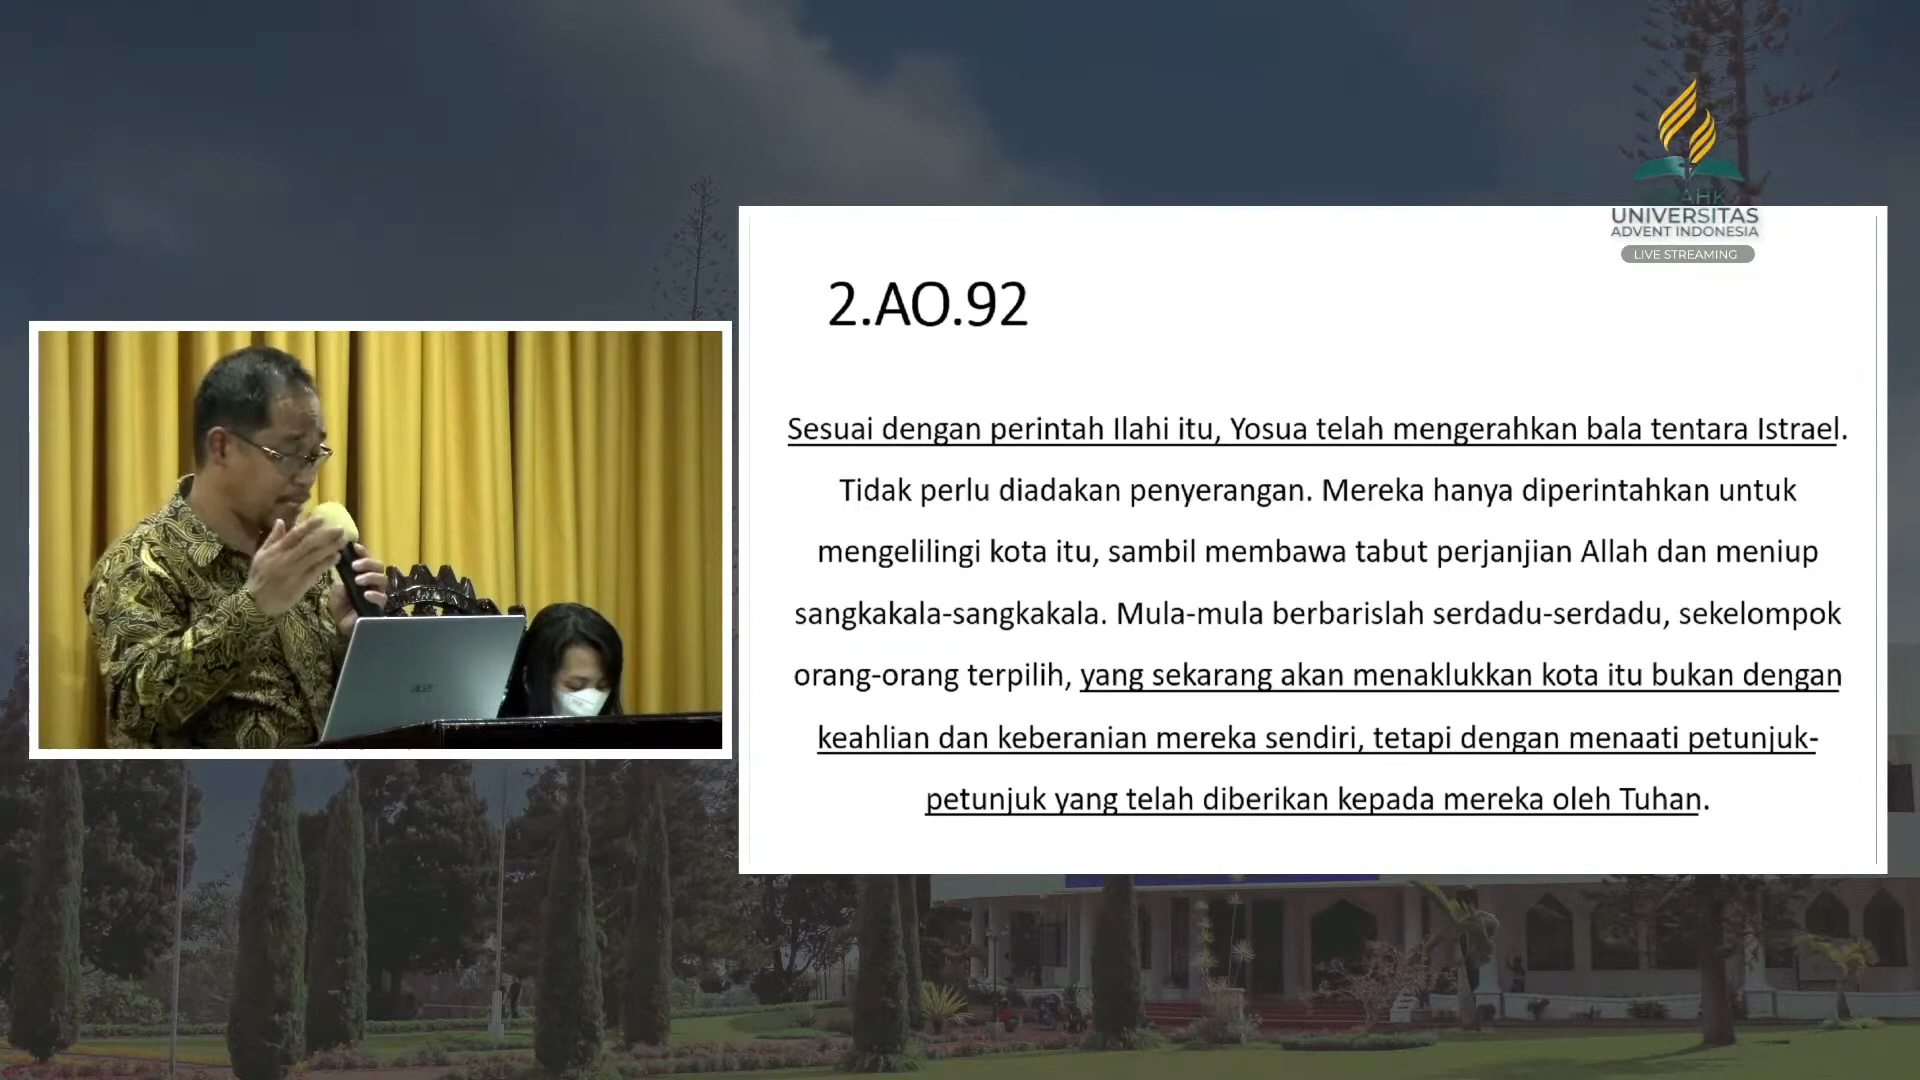 UNIVERSITAS
ADVENT INDONESIA
LIVE STREAMING
2.AO.92
Sesuai dengan perintah Ilahi itu, Yosua telah mengerahkan bala tentara Istrael.
Tidak perlu diadakan penyerangan. Mereka hanya diperintahkan untuk
mengelilingi kota itu, sambil membawa tabut perjanjian Allah dan meniup
sangkakala-sangkakala. Mula-mula berbarislah serdadu-serdadu, sekelompok
orang-orang terpilih, yang sekarang akan menaklukkan kota itu bukan dengan
keahlian dan keberanian mereka sendiri, tetapi dengan menaati petunjuk-
petunjuk yang telah diberikan kepada mereka oleh Tuhan.
acer